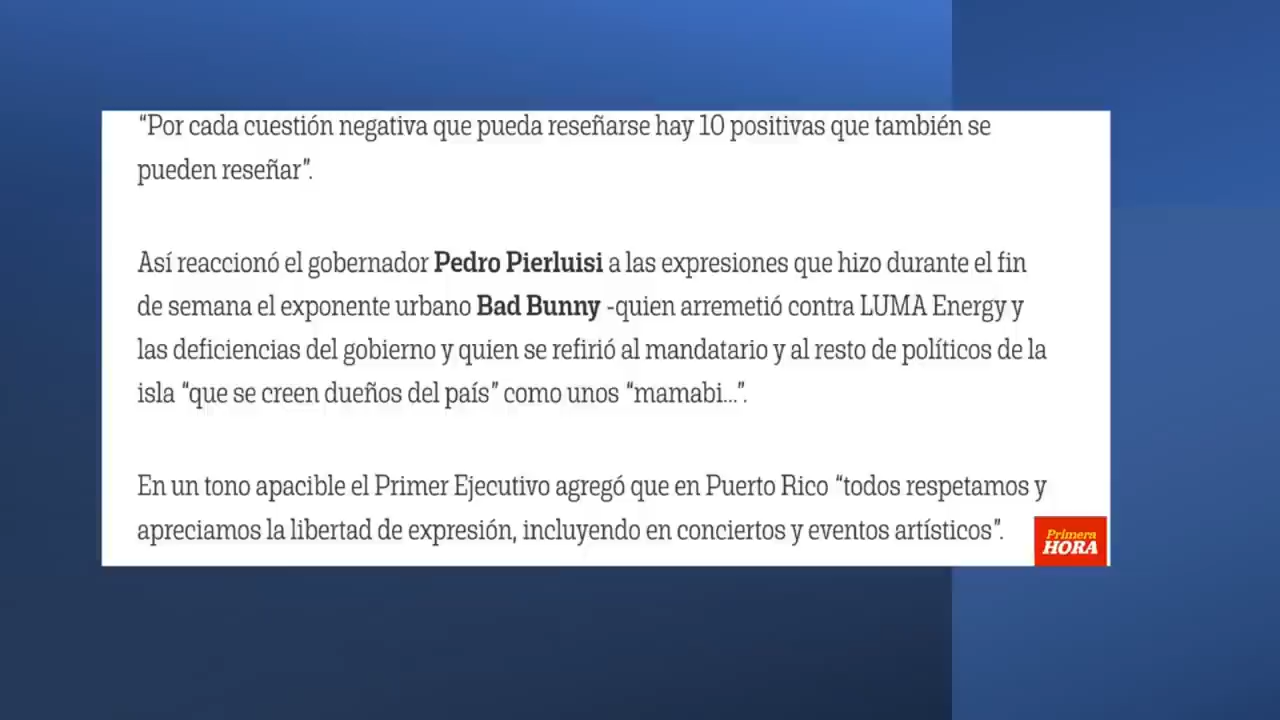 “Por cada cuestión negativa que pueda reseñarse hay 10 positivas que también se
pueden reseñar”.
Así reaccionó el gobernador Pedro Pierluisi a las expresiones que hizo durante el fin
de semana el exponente urbano Bad Bunny -quien arremetió contra LUMA Energy y
las deficiencias del gobierno y quien se refirió al mandatario y al resto de políticos de la
isla “que se creen dueños del país” como unos “mamabi...”.
En un tono apacible el Primer Ejecutivo agregó que en Puerto Rico “todos respetamos y
apreciamos la libertad de expresión, incluyendo en conciertos y eventos artísticos”.
Primera
HORA